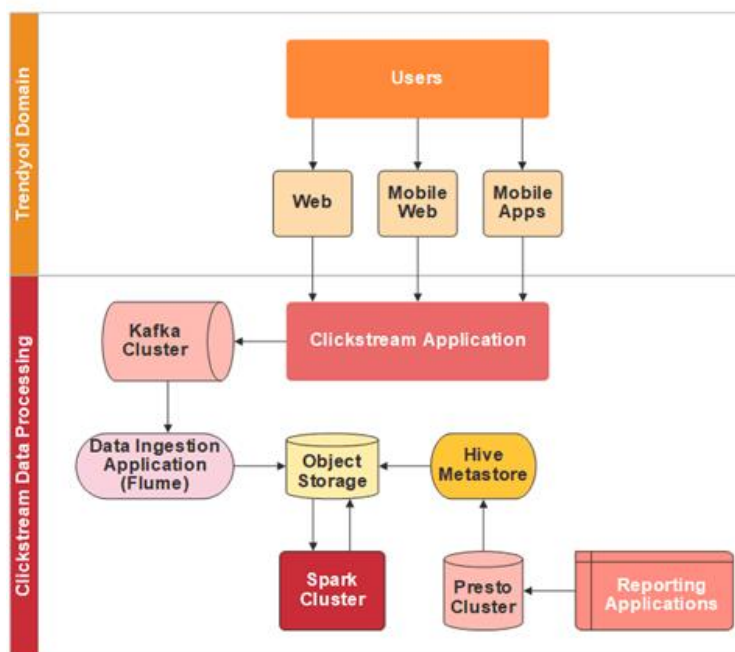 Trendyol Domain
Users
Web
Mobile
Web
Mobile
Apps
Clickstream Data Processing
Kafka
Cluster
Clickstream Application
Data Ingestion
Application
(Flume)
Object
Storage
Hive
Metastore
Spark
Cluster
Presto
Cluster
Reporting
Applications